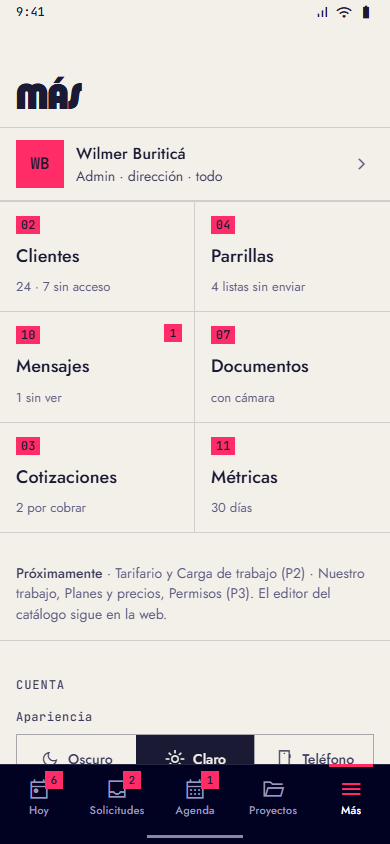 9:41
MÁS
WB
Wilmer Buriticá
Admin · dirección · todo
02
Clientes
24 · 7 sin acceso
04
Parrillas
4 listas sin enviar
10
1
Mensajes
1 sin ver
07
Documentos
con cámara
03
Cotizaciones
2 por cobrar
11
Métricas
30 días
Próximamente · Tarifario y Carga de trabajo (P2) · Nuestro
trabajo, Planes y precios, Permisos (P3). El editor del
catálogo sigue en la web.
CUENTA
Apariencia
Oscuro
Claro
Teléfono
6
Hoy
2
Solicitudes
1
Agenda
Proyectos
Más